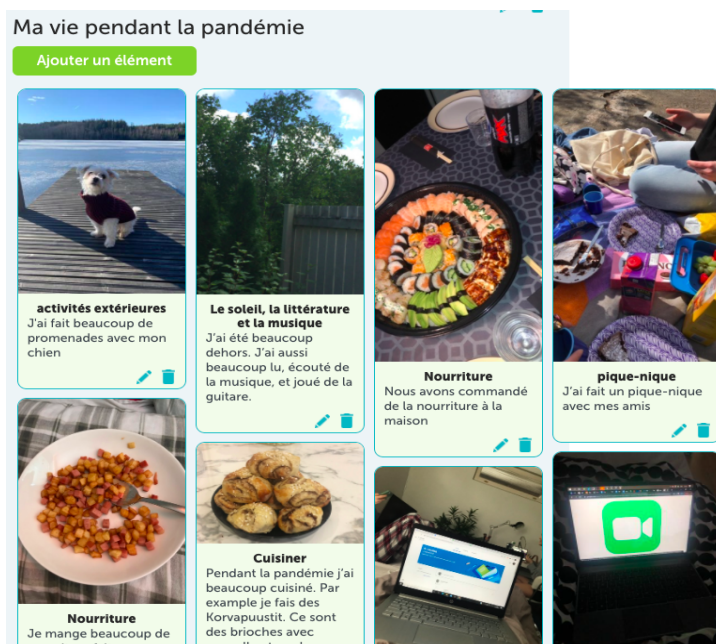 Ma vie pendant la pandémie
Ajouter un élément
activités extérieures
J'ai fait beaucoup de
promenades avec mon
chien
Le soleil, la littérature
et la musique
J'ai été beaucoup
dehors. J'ai aussi
beaucoup lu, écouté de
la musique, et joué de la
guitare.
Nourriture
Nous avons commandé
de la nourriture à la
maison
pique-nique
J'ai fait un pique-nique
avec mes amis
Nourriture
Je mange beaucoup de
Cuisiner
Pendant la pandémie j'ai
beaucoup cuisiné. Par
example je fais des
Korvapuustit. Ce sont
des brioches avec